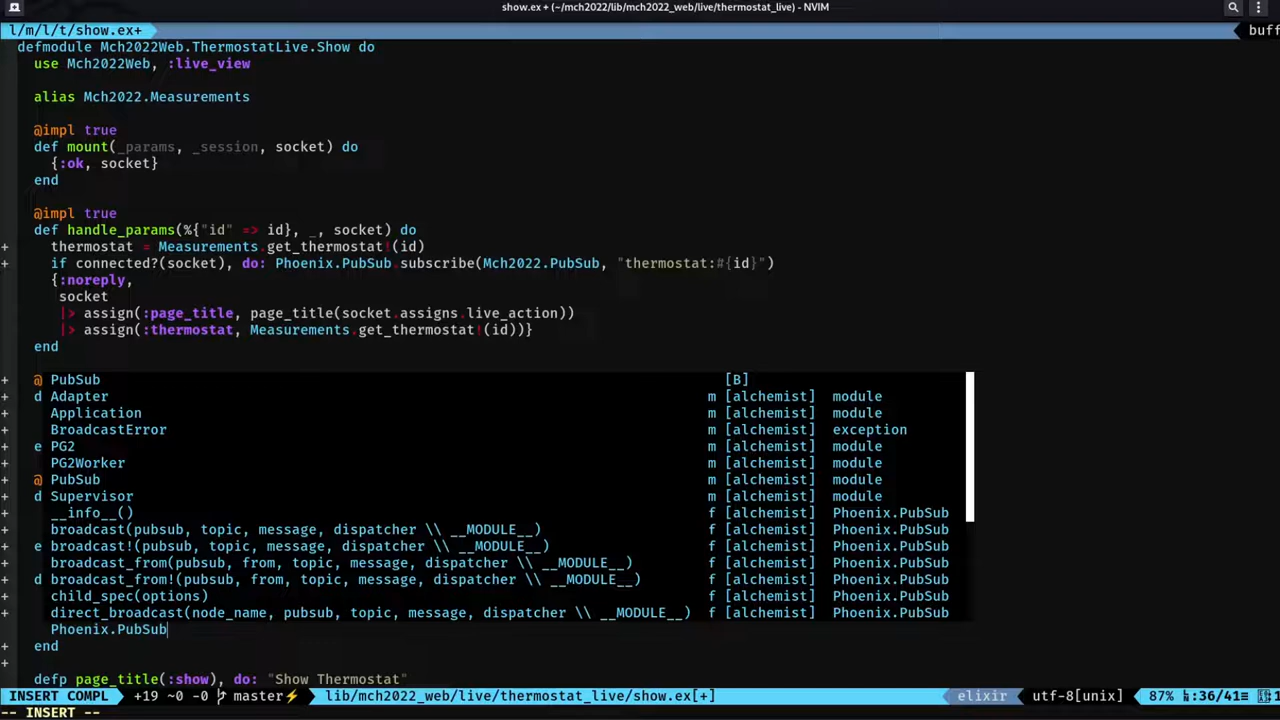 show.ex + (~/mch2022/lib/mch2022_web/live/thermostat_live) - NVIM
l/m/l/t/show.ex+
buff
defmodule Mch2022Web.ThermostatLive.Show do
use Mch2022Web, :live_view
alias Mch2022.Measurements
@impl true
def mount(_params, _session, socket) do
{:ok, socket}
end
@impl true
def handle_params(%{"id" => id}, _, socket) do
+ thermostat = Measurements.get_thermostat!(id)
+ if connected?(socket), do: Phoenix.PubSub.subscribe(Mch2022.PubSub, "thermostat:#{id}")
{:noreply,
socket
|> assign(:page_title, page_title(socket.assigns.live_action))
|> assign(:thermostat, Measurements.get_thermostat!(id))}
end
+ @ PubSub [B]
+ d Adapter m [alchemist] module
+ Application m [alchemist] module
+ BroadcastError m [alchemist] exception
+ e PG2 m [alchemist] module
+ PG2Worker m [alchemist] module
+ @ PubSub m [alchemist] module
+ d Supervisor m [alchemist] module
+ __info__() f [alchemist] Phoenix.PubSub
+ broadcast(pubsub, topic, message, dispatcher \\ __MODULE__) f [alchemist] Phoenix.PubSub
+ e broadcast!(pubsub, topic, message, dispatcher \\ __MODULE__) f [alchemist] Phoenix.PubSub
+ broadcast_from(pubsub, from, topic, message, dispatcher \\ __MODULE__) f [alchemist] Phoenix.PubSub
+ d broadcast_from!(pubsub, from, topic, message, dispatcher \\ __MODULE__) f [alchemist] Phoenix.PubSub
+ child_spec(options) f [alchemist] Phoenix.PubSub
+ direct_broadcast(node_name, pubsub, topic, message, dispatcher \\ __MODULE__) f [alchemist] Phoenix.PubSub
+ Phoenix.PubSub
+ end
+
defp page_title(:show), do: "Show Thermostat"
INSERT COMPL +19 ~0 -0 master⚡ lib/mch2022_web/live/thermostat_live/show.ex[+] elixir utf-8[unix] 87% :36/41≡
-- INSERT --